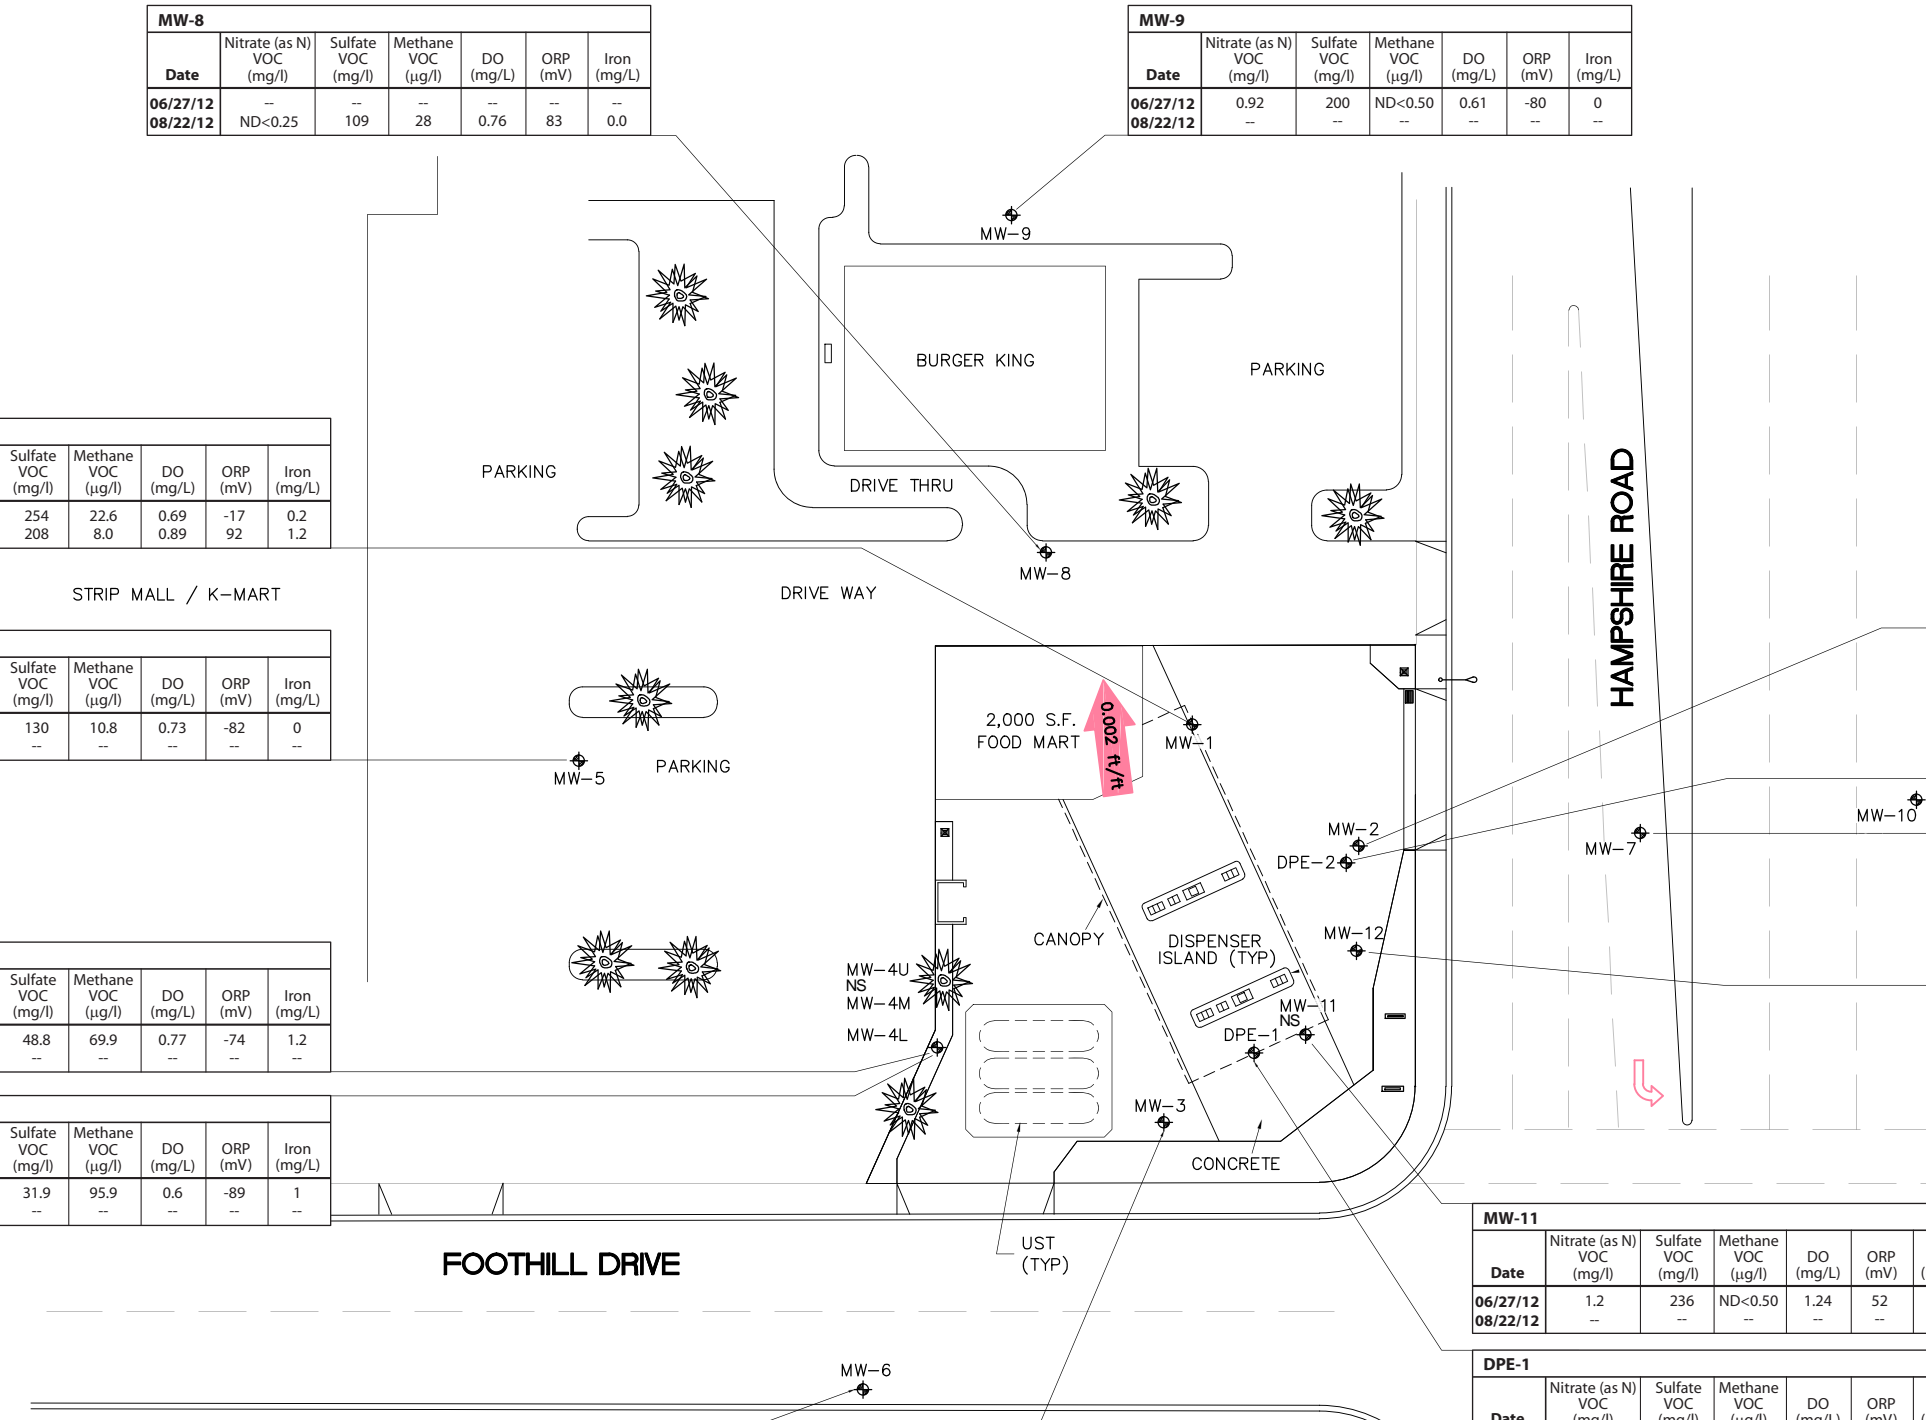 MW-8
Date Nitrate (as N) VOC (mg/l) Sulfate VOC (mg/l) Methane VOC (µg/l) DO (mg/L) ORP (mV) Iron (mg/L)
06/27/12 -- -- -- -- -- --
08/22/12 ND<0.25 109 28 0.76 83 0.0
MW-9
Date Nitrate (as N) VOC (mg/l) Sulfate VOC (mg/l) Methane VOC (µg/l) DO (mg/L) ORP (mV) Iron (mg/L)
06/27/12 0.92 200 ND<0.50 0.61 -80 0
08/22/12 -- -- -- -- -- --
MW-9
BURGER KING
PARKING
Sulfate VOC (mg/l) Methane VOC (µg/l) DO (mg/L) ORP (mV) Iron (mg/L)
254 22.6 0.69 -17 0.2
208 8.0 0.89 92 1.2
PARKING
DRIVE THRU
HAMPSHIRE ROAD
MW-8
STRIP MALL / K-MART
DRIVE WAY
Sulfate VOC (mg/l) Methane VOC (µg/l) DO (mg/L) ORP (mV) Iron (mg/L)
130 10.8 0.73 -82 0
-- -- -- -- --
2,000 S.F.
FOOD MART
0.002 ft/ft
MW-1
MW-5
PARKING
MW-2
DPE-2
MW-7
MW-10
CANOPY
DISPENSER
ISLAND (TYP)
MW-12
MW-4U
NS
MW-4M
MW-4L
MW-11
NS
DPE-1
Sulfate VOC (mg/l) Methane VOC (µg/l) DO (mg/L) ORP (mV) Iron (mg/L)
48.8 69.9 0.77 -74 1.2
-- -- -- -- --
MW-3
CONCRETE
Sulfate VOC (mg/l) Methane VOC (µg/l) DO (mg/L) ORP (mV) Iron (mg/L)
31.9 95.9 0.6 -89 1
-- -- -- -- --
FOOTHILL DRIVE
UST
(TYP)
MW-11
Date Nitrate (as N) VOC (mg/l) Sulfate VOC (mg/l) Methane VOC (µg/l) DO (mg/L) ORP (mV) (
06/27/12 1.2 236 ND<0.50 1.24 52
08/22/12 -- -- -- -- --
MW-6
DPE-1
Date Nitrate (as N) VOC (mg/l) Sulfate VOC (mg/l) Methane VOC (µg/l) DO (mg/L) ORP (mV) (